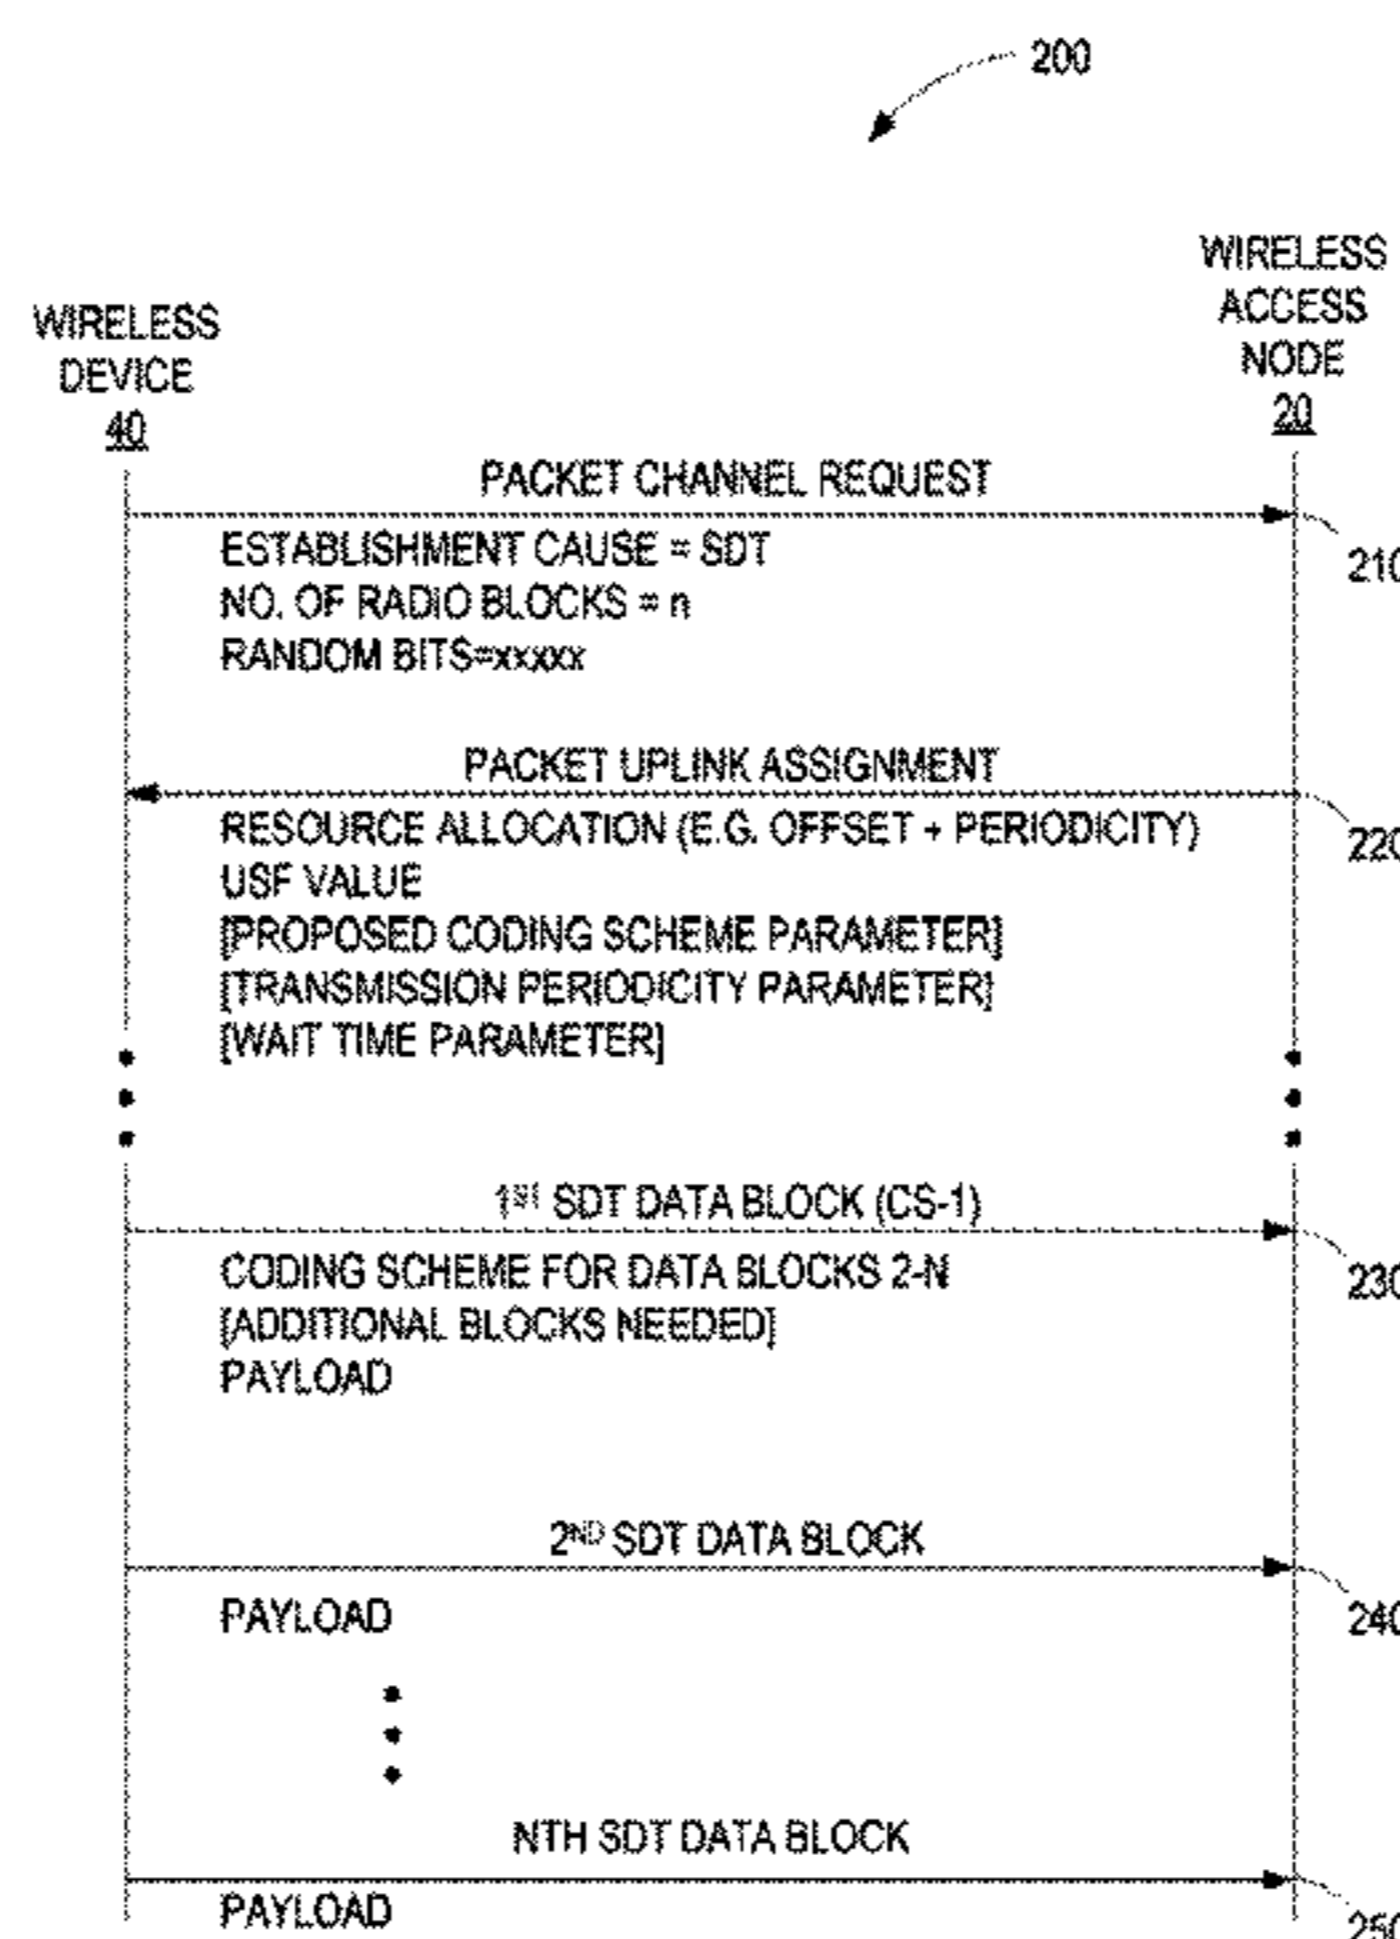 200
WIRELESS
DEVICE
40
WIRELESS
ACCESS
NODE
20
PACKET CHANNEL REQUEST
210
ESTABLISHMENT CAUSE = SDT
NO. OF RADIO BLOCKS = n
RANDOM BITS=xxxxx
PACKET UPLINK ASSIGNMENT
220
RESOURCE ALLOCATION (E.G. OFFSET + PERIODICITY)
USF VALUE
[PROPOSED CODING SCHEME PARAMETER]
[TRANSMISSION PERIODICITY PARAMETER]
[WAIT TIME PARAMETER]
1ST SDT DATA BLOCK (CS-1)
230
CODING SCHEME FOR DATA BLOCKS 2-N
[ADDITIONAL BLOCKS NEEDED]
PAYLOAD
2ND SDT DATA BLOCK
240
PAYLOAD
NTH SDT DATA BLOCK
250
PAYLOAD